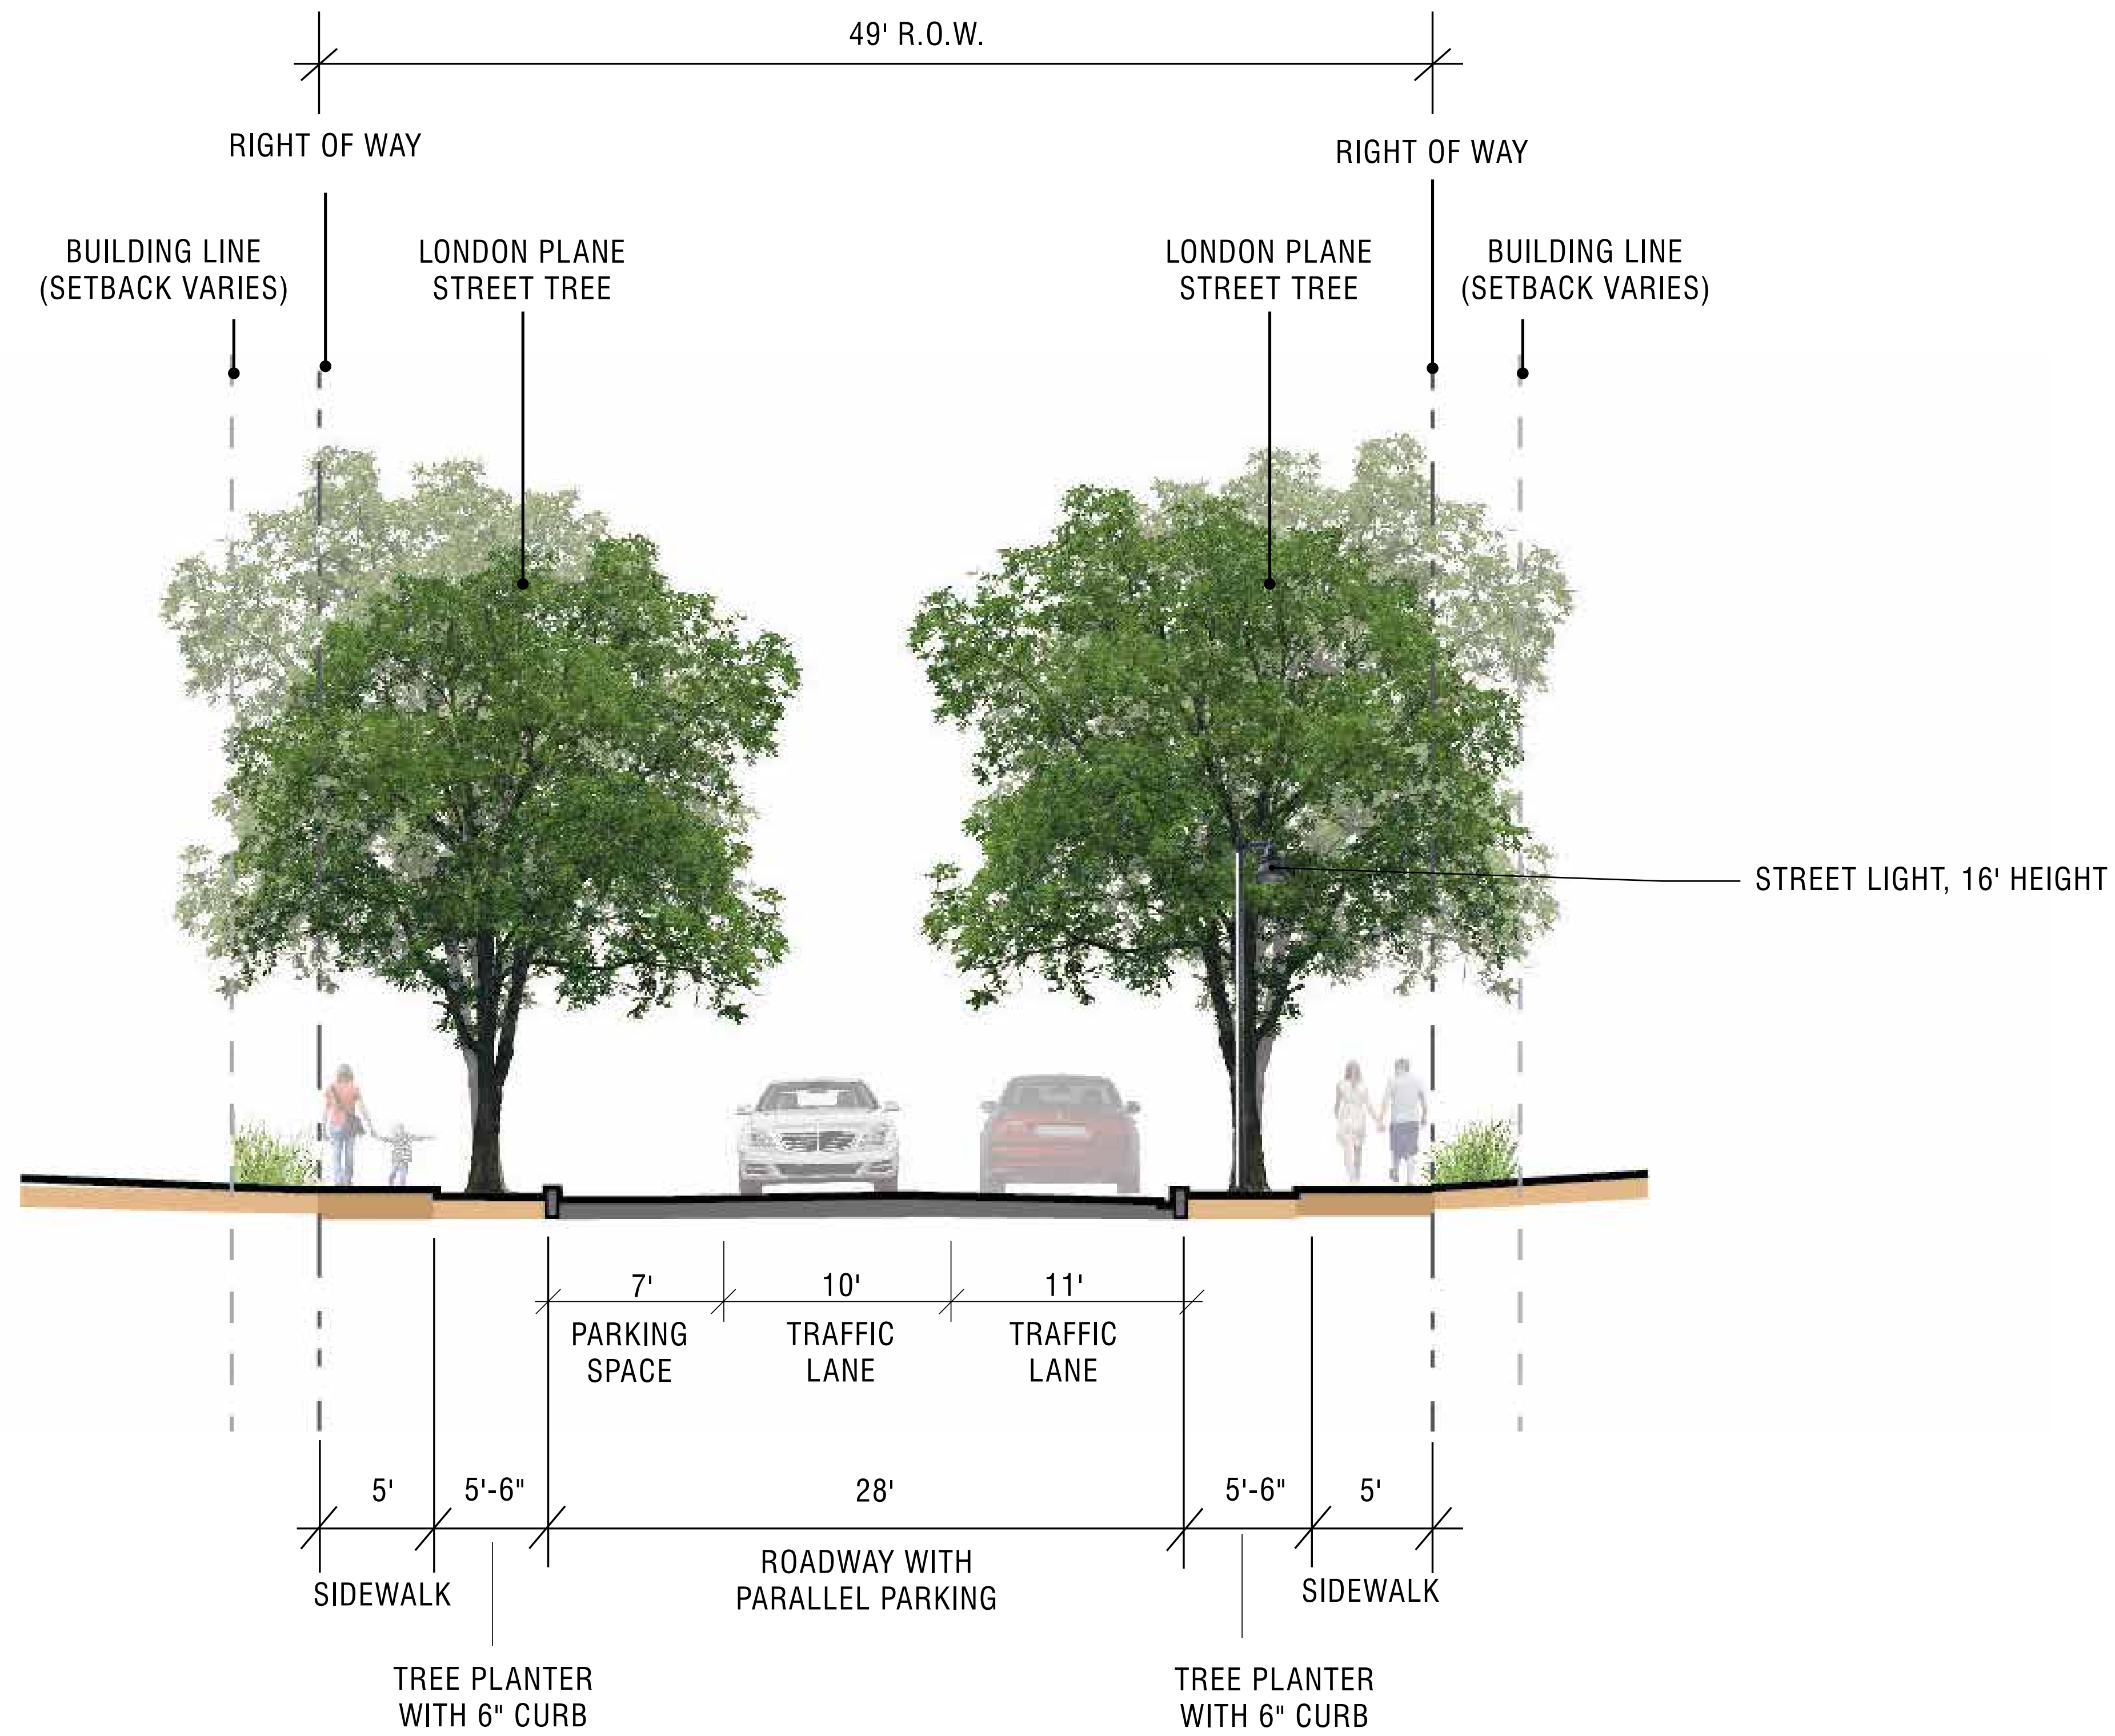 49' R.O.W.
RIGHT OF WAY
RIGHT OF WAY
BUILDING LINE
(SETBACK VARIES)
LONDON PLANE
STREET TREE
LONDON PLANE
STREET TREE
BUILDING LINE
(SETBACK VARIES)
STREET LIGHT, 16' HEIGHT
7'
PARKING
SPACE
10'
TRAFFIC
LANE
11'
TRAFFIC
LANE
5'
5'-6"
28'
5'-6"
5'
SIDEWALK
ROADWAY WITH
PARALLEL PARKING
SIDEWALK
TREE PLANTER
WITH 6" CURB
TREE PLANTER
WITH 6" CURB